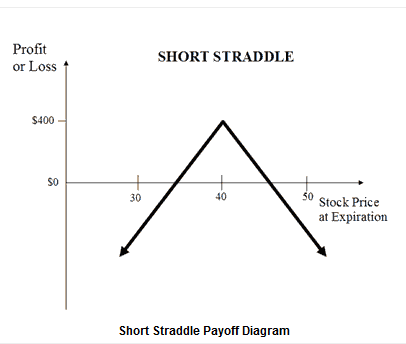 Profit
or Loss
SHORT STRADDLE
$400
$0
30
40
50
Stock Price
at Expiration
Short Straddle Payoff Diagram